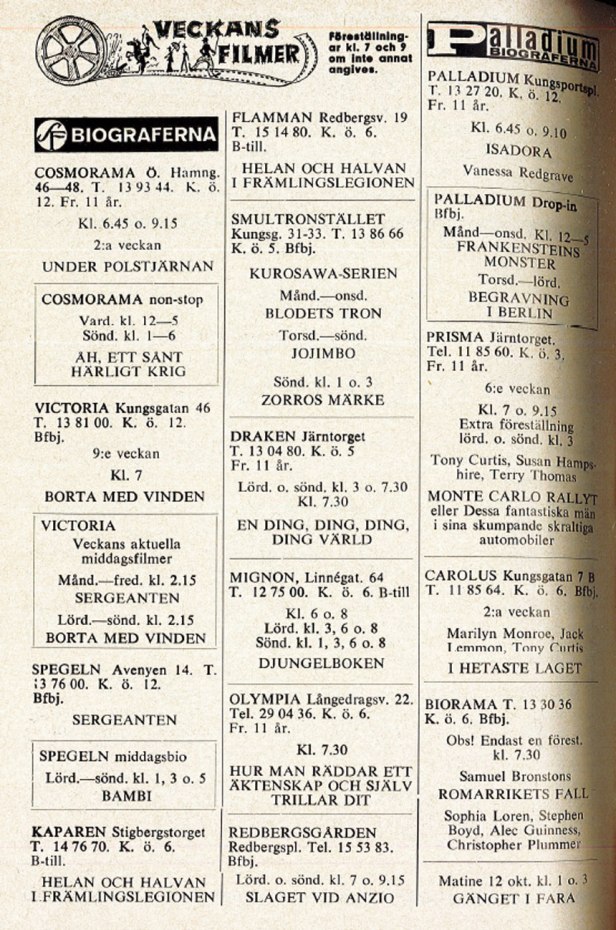 VECKANS
FILMER
Föreställning-
ar kl. 7 och 9
om inte annat
angives.
SF BIOGRAFERNA
COSMORAMA Ö. Hamng.
46—48. T. 13 93 44. K. ö.
12. Fr. 11 år.
Kl. 6.45 o. 9.15
2:a veckan
UNDER POLSTJÄRNAN
COSMORAMA non-stop
Vard. kl. 12—5
Sönd. kl. 1—6
ÅH, ETT SÅNT
HÄRLIGT KRIG
VICTORIA Kungsgatan 46
T. 13 81 00. K. ö. 12.
Bfbj.
9:e veckan
Kl. 7
BORTA MED VINDEN
VICTORIA
Veckans aktuella
middagsfilmer
Månd.—fred. kl. 2.15
SERGEANTEN
Lörd.—sönd. kl. 2.15
BORTA MED VINDEN
SPEGELN Avenyen 14. T.
13 76 00. K. ö. 12.
Bfbj.
SERGEANTEN
SPEGELN middagsbio
Lörd.—sönd. kl. 1, 3 o. 5
BAMBI
KAPAREN Stigbergstorget
T. 14 76 70. K. ö. 6.
B-till.
HELAN OCH HALVAN
I FRÄMLINGSLEGIONEN
FLAMMAN Redbergsv. 19
T. 15 14 80. K. ö. 6.
B-till.
HELAN OCH HALVAN
I FRÄMLINGSLEGIONEN
SMULTRONSTÄLLET
Kungsg. 31-33. T. 13 86 66
K. ö. 5. Bfbj.
KUROSAWA-SERIEN
Månd.—onsd.
BLODETS TRON
Torsd.—sönd.
JOJIMBO
Sönd. kl. 1 o. 3
ZORROS MÄRKE
DRAKEN Järntorget
T. 13 04 80. K. ö. 5
Fr. 11 år.
Lörd. o. sönd. kl. 3 o. 7.30
Kl. 7.30
EN DING, DING, DING,
DING VÄRLD
MIGNON, Linnégat. 64
T. 12 75 00. K. ö. 6. B-till
Kl. 6 o. 8
Lörd. kl. 3, 6 o. 8
Sönd. kl. 1, 3, 6 o. 8
DJUNGELBOKEN
OLYMPIA Långedragsv. 22.
Tel. 29 04 36. K. ö. 6.
Fr. 11 år.
Kl. 7.30
HUR MAN RÄDDAR ETT
ÄKTENSKAP OCH SJÄLV
TRILLAR DIT
REDBERGSGÅRDEN
Redbergspl. Tel. 15 53 83.
Bfbj.
Lörd. o. sönd. kl. 7 o. 9.15
SLAGET VID ANZIO
Palladium
BIOGRAFERNA
PALLADIUM Kungsportspl.
T. 13 27 20. K. ö. 12.
Fr. 11 år.
Kl. 6.45 o. 9.10
ISADORA
Vanessa Redgrave
PALLADIUM Drop-in
Bfbj.
Månd—onsd. Kl. 12—5
FRANKENSTEINS
MONSTER
Torsd.—lörd.
BEGRAVNING
I BERLIN
PRISMA Järntorget.
Tel. 11 85 60. K. ö. 3.
Fr. 11 år.
6:e veckan
Kl. 7 o. 9.15
Extra föreställning
lörd. o. sönd. kl. 3
Tony Curtis, Susan Hamps-
hire, Terry Thomas
MONTE CARLO RALLYT
eller Dessa fantastiska män
i sina skumpande skraltiga
automobiler
CAROLUS Kungsgatan 7 B
T. 11 85 64. K. ö. 6. Bfbj.
2:a veckan
Marilyn Monroe, Jack
Lemmon, Tony Curtis
I HETASTE LAGET
BIORAMA T. 13 30 36
K. ö. 6. Bfbj.
Obs! Endast en förest.
kl. 7.30
Samuel Bronstons
ROMARRIKETS FALL
Sophia Loren, Stephen
Boyd, Alec Guinness,
Christopher Plummer
Matine 12 okt. kl. 1 o. 3
GÄNGET I FARA